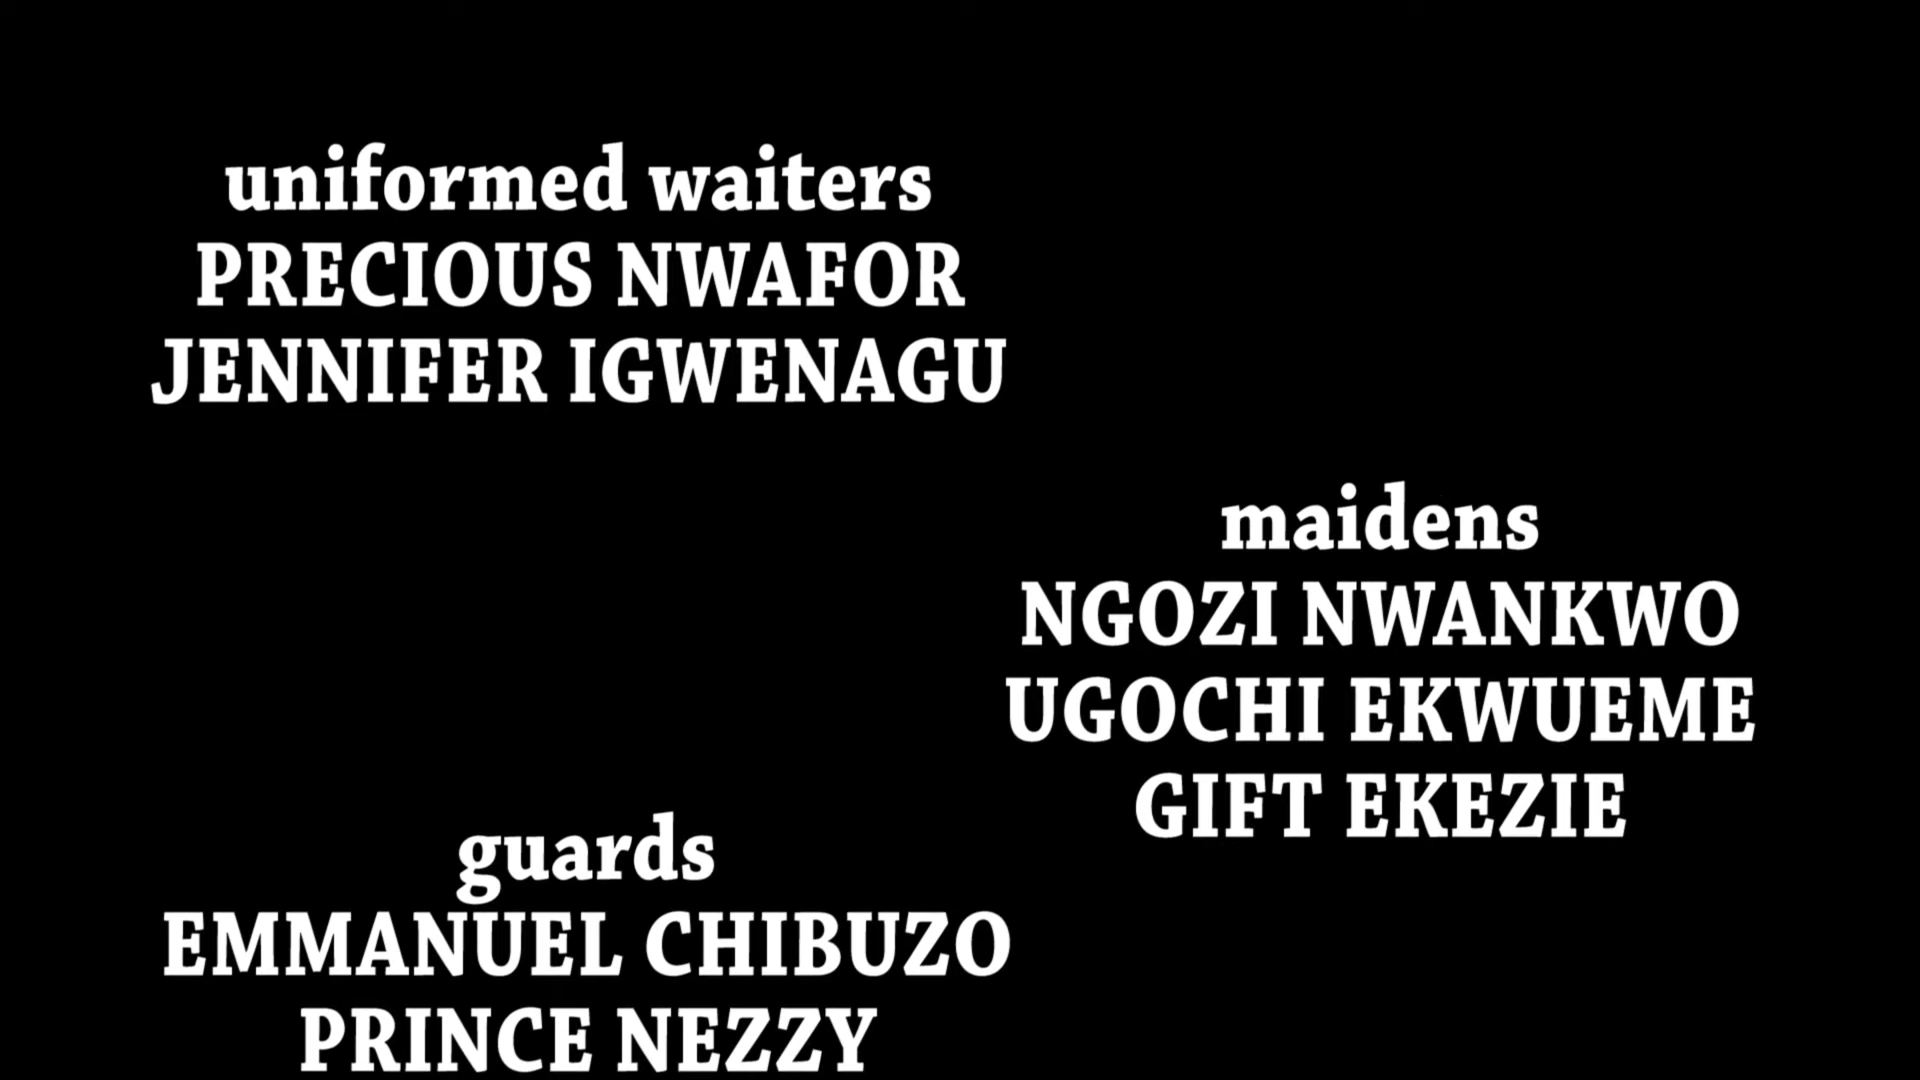 uniformed waiters
PRECIOUS NWAFOR
JENNIFER IGWENAGU
maidens
NGOZI NWANKWO
UGOCHI EKWUEME
GIFT EKEZIE
guards
EMMANUEL CHIBUZO
PRINCE NEZZY